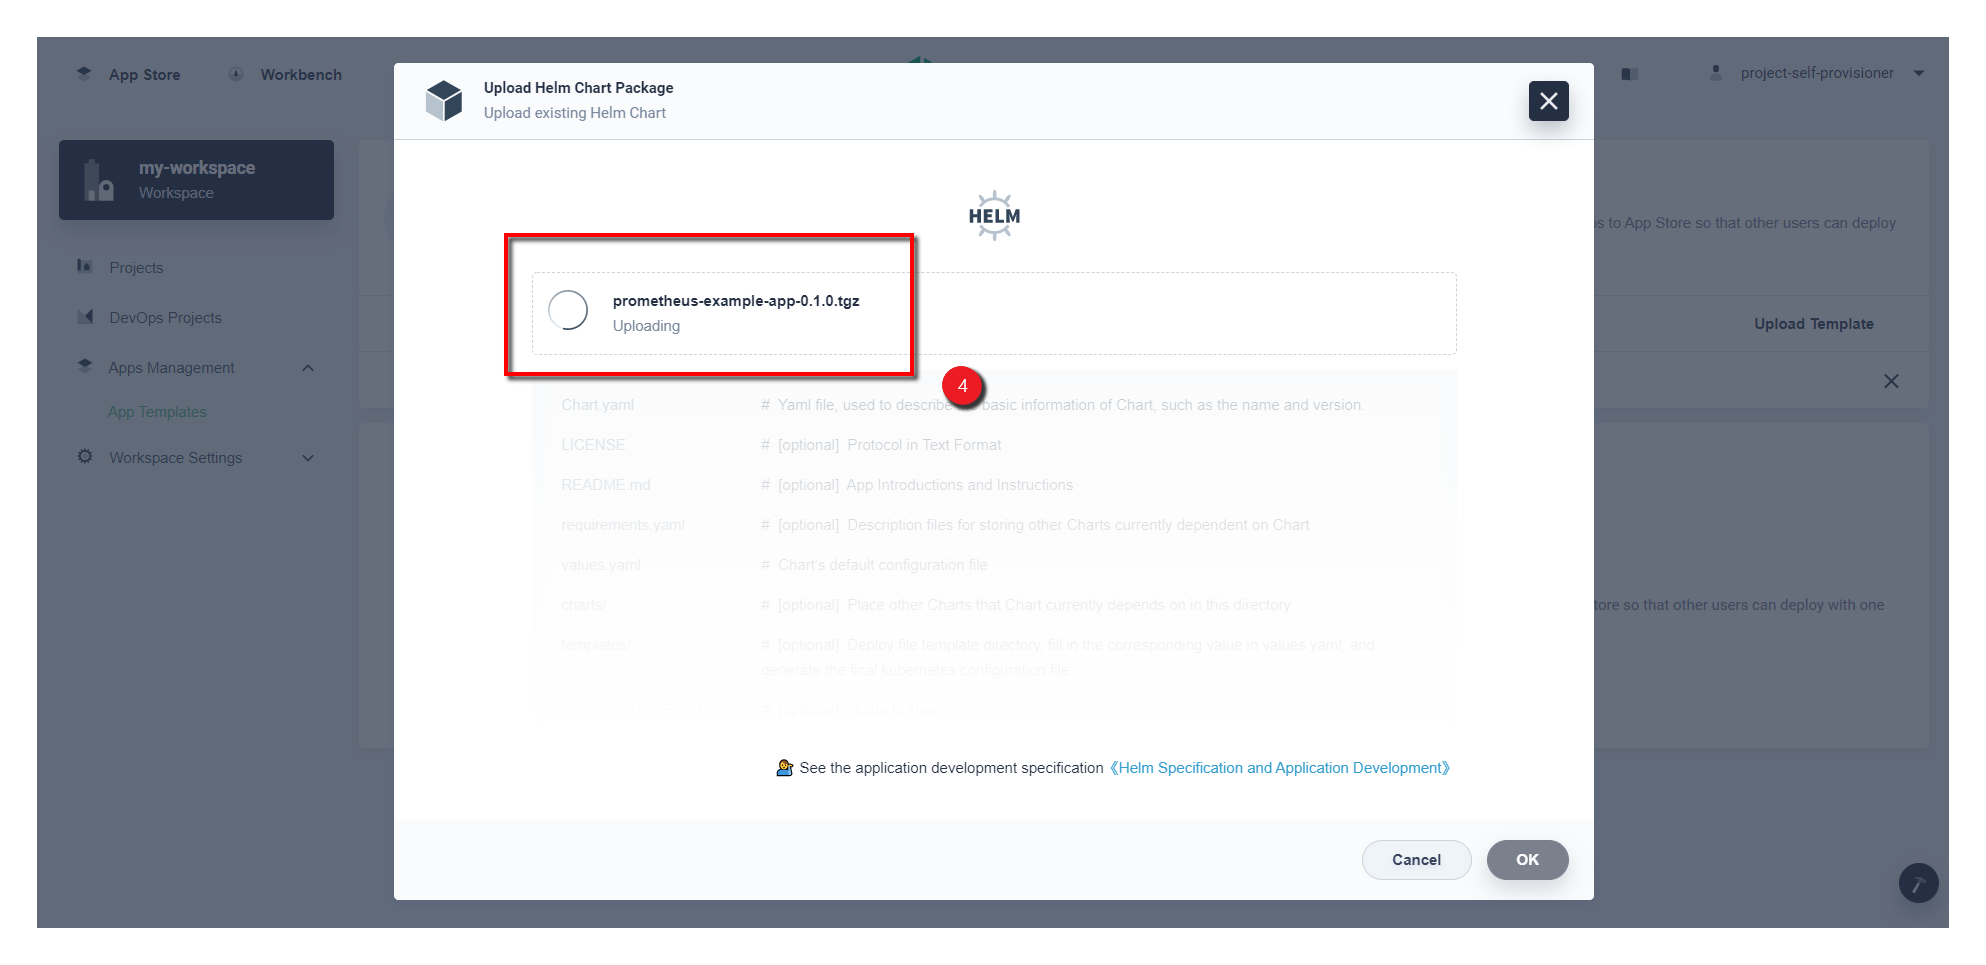 App Store
Workbench
project-self-provisioner
Upload Helm Chart Package
Upload existing Helm Chart
my-workspace
Workspace
Projects
DevOps Projects
Apps Management
App Templates
Workspace Settings
HELM
s to App Store so that other users can deploy
prometheus-example-app-0.1.0.tgz
Uploading
Upload Template
4
Chart.yaml # Yaml file, used to describe basic information of Chart, such as the name and version.
LICENSE # [optional] Protocol in Text Format
README.md # [optional] App Introductions and Instructions
requirements.yaml # [optional] Description files for storing other Charts currently dependent on Chart
values.yaml # Chart's default configuration file
charts/ # [optional] Place other Charts that Chart currently depends on in this directory
templates/ # [optional] Deploy file template directory, fill in the corresponding value in values.yaml, and
generate the final kubernetes configuration file
# [optional] Guide to Use
tore so that other users can deploy with one
See the application development specification 《Helm Specification and Application Development》
Cancel
OK